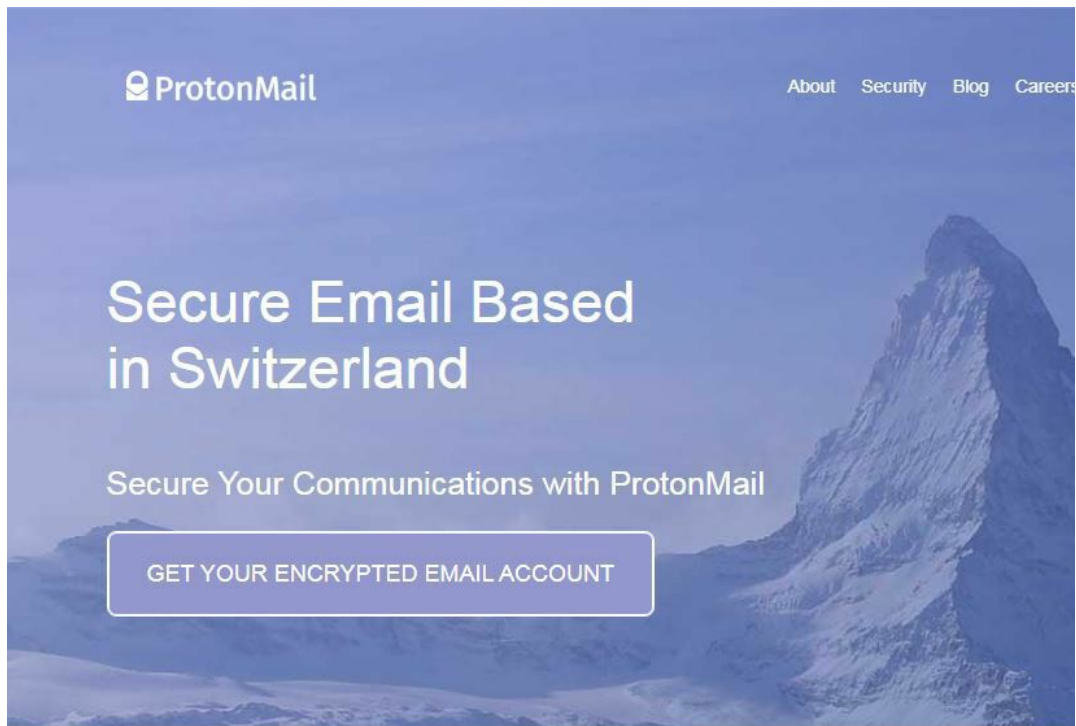 ProtonMail
About Security Blog Careers
Secure Email Based
in Switzerland
Secure Your Communications with ProtonMail
GET YOUR ENCRYPTED EMAIL ACCOUNT